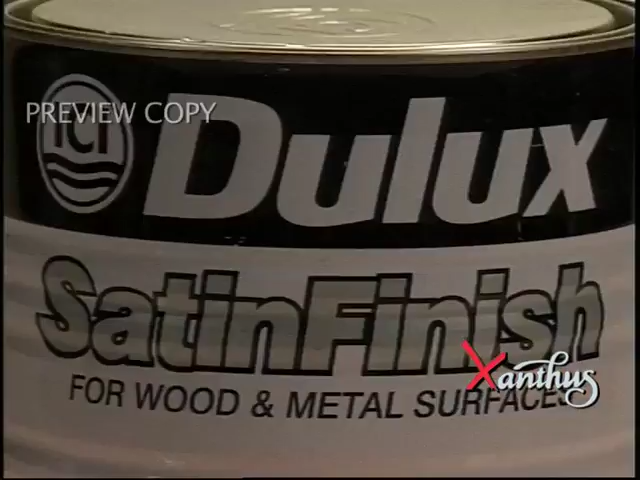 PREVIEW COPY
ICI
Dulux
SatinFinish
FOR WOOD & METAL SURFACES
Xanthus